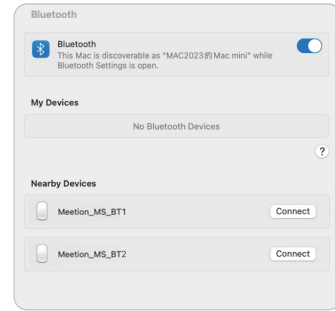 Bluetooth
Bluetooth
This Mac is discoverable as "MAC2023的Mac mini" while
Bluetooth Settings is open.
My Devices
No Bluetooth Devices
?
Nearby Devices
Meetion_MS_BT1 Connect
Meetion_MS_BT2 Connect